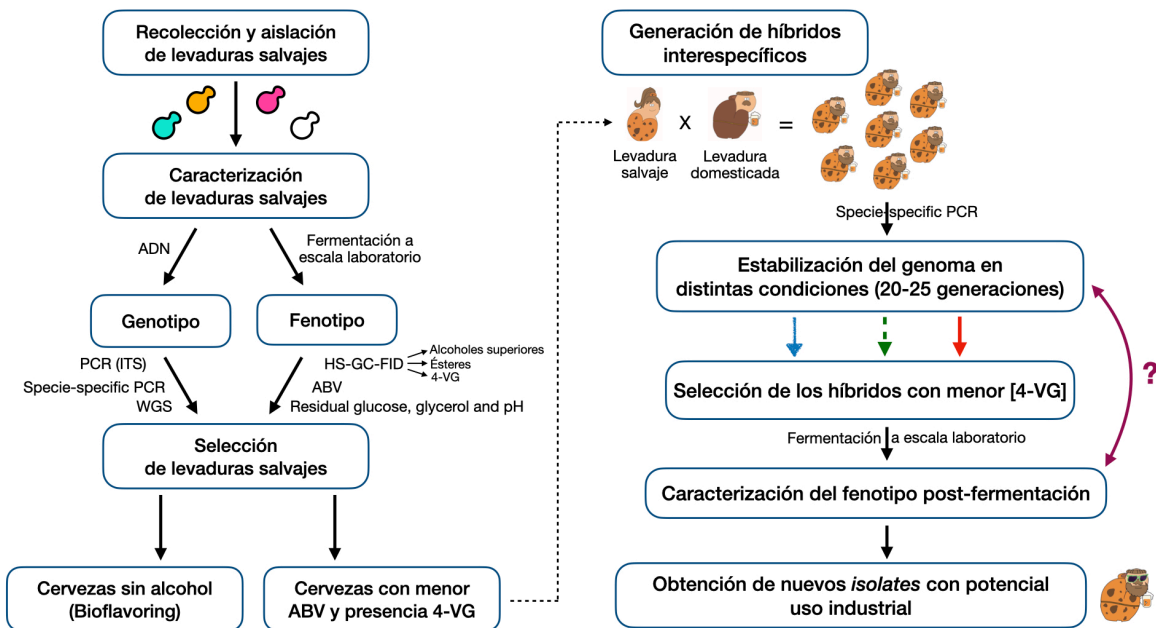 Recolección y aislación
de levaduras salvajes
Caracterización
de levaduras salvajes
ADN
Fermentación a
escala laboratorio
Genotipo
Fenotipo
PCR (ITS)
Specie-specific PCR
WGS
HS-GC-FID
Alcoholes superiores
Ésteres
4-VG
ABV
Residual glucose, glycerol and pH
Selección
de levaduras salvajes
Cervezas sin alcohol
(Bioflavoring)
Cervezas con menor
ABV y presencia 4-VG
Generación de híbridos
interespecíficos
X
=
Levadura
salvaje
Levadura
domesticada
Specie-specific PCR
Estabilización del genoma en
distintas condiciones (20-25 generaciones)
Selección de los híbridos con menor [4-VG]
?
Fermentación a escala laboratorio
Caracterización del fenotipo post-fermentación
Obtención de nuevos isolates con potencial
uso industrial